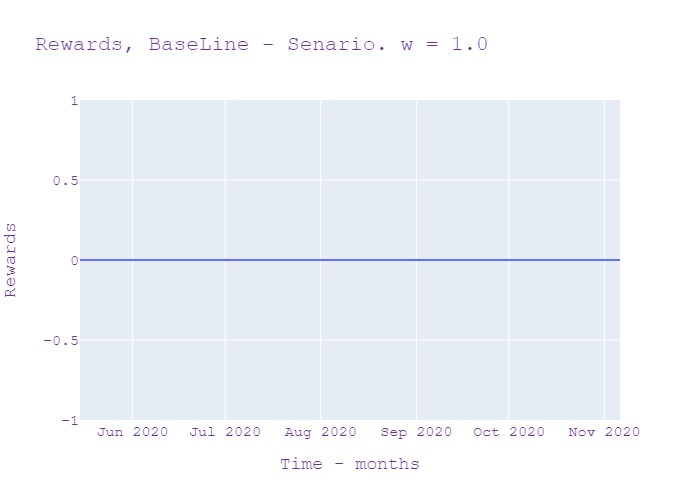 Rewards, BaseLine – Senario. w = 1.0
1
0.5
0
−0.5
−1
Rewards
Jun 2020 Jul 2020 Aug 2020 Sep 2020 Oct 2020 Nov 2020
Time – months